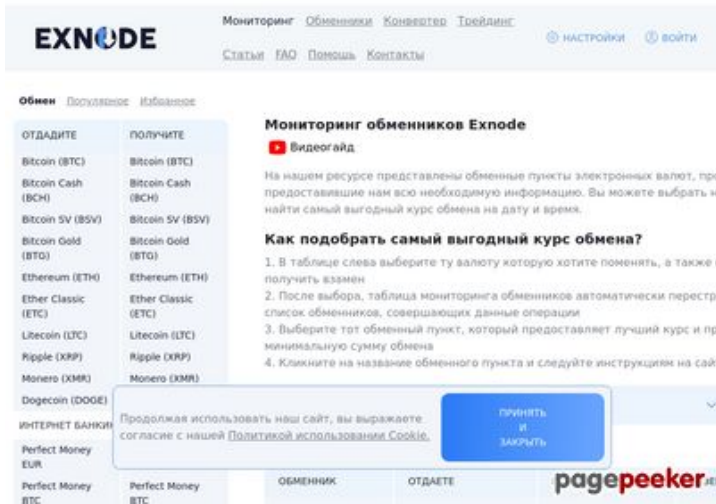 EXNODE
Мониторинг Обменники Конвертер Трейдинг
Статьи FAQ Помощь Контакты
НАСТРОЙКИ ВОЙТИ
Обмен Популярное Избранное
ОТДАДИТЕ ПОЛУЧИТЕ
Bitcoin (BTC) Bitcoin (BTC)
Bitcoin Cash Bitcoin Cash
(BCH) (BCH)
Bitcoin SV (BSV) Bitcoin SV (BSV)
Bitcoin Gold Bitcoin Gold
(BTG) (BTG)
Ethereum (ETH) Ethereum (ETH)
Ether Classic Ether Classic
(ETC) (ETC)
Litecoin (LTC) Litecoin (LTC)
Ripple (XRP) Ripple (XRP)
Monero (XMR) Monero (XMR)
Dogecoin (DOGE)
ИНТЕРНЕТ БАНКИН
Perfect Money
EUR
Perfect Money Perfect Money
BTC BTC
Мониторинг обменников Exnode
Видеогайд
На нашем ресурсе представлены обменные пункты электронных валют,
предоставившие нам всю необходимую информацию. Вы можете выбрать
найти самый выгодный курс обмена на дату и время.
Как подобрать самый выгодный курс обмена?
1. В таблице слева выберите ту валюту которую хотите поменять, а также
получить взамен
2. После выбора, таблица мониторинга обменников автоматически перестр
список обменников, совершающих данные операции
3. Выберите тот обменный пункт, который предоставляет лучший курс и
минимальную сумму обмена
4. Кликните на название обменного пункта и следуйте инструкциям на
Продолжая использовать наш сайт, вы выражаете
согласие с нашей Политикой использовании Cookie.
ПРИНЯТЬ
И
ЗАКРЫТЬ
ОБМЕННИК ОТДАЕТЕ
pagepeeker